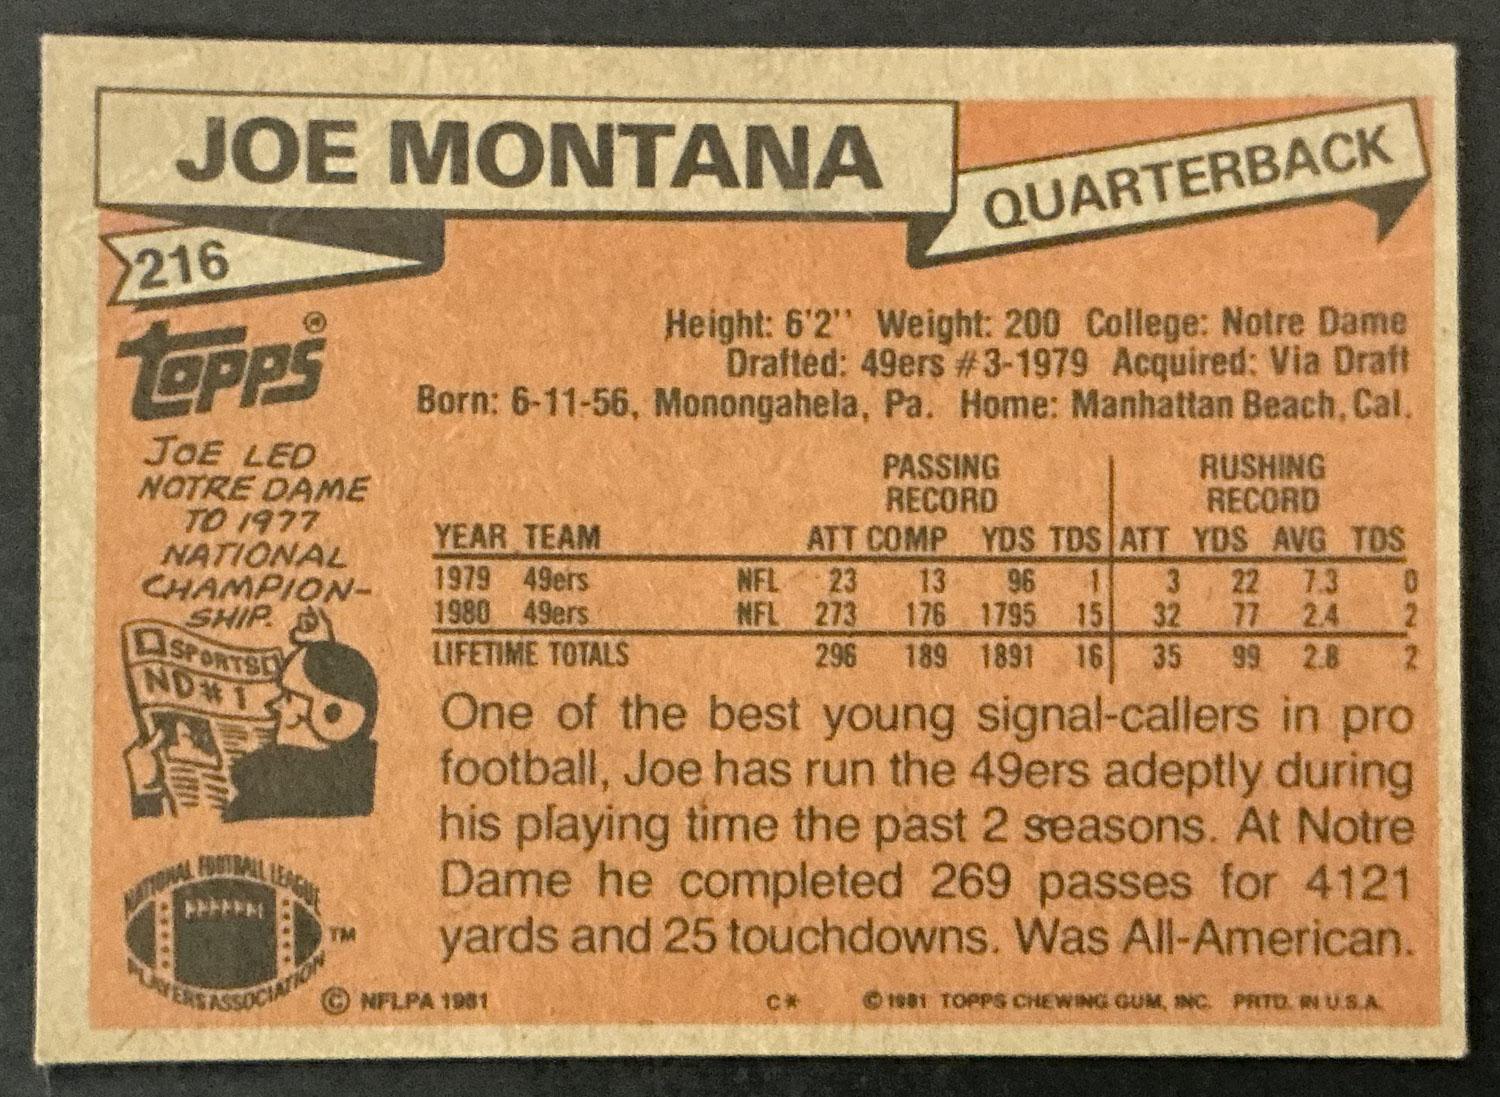 JOE MONTANA
QUARTERBACK
216
topps®
Height: 6'2'' Weight: 200 College: Notre Dame
Drafted: 49ers #3-1979 Acquired: Via Draft
Born: 6-11-56, Monongahela, Pa. Home: Manhattan Beach, Cal.
JOE LED
NOTRE DAME
TO 1977
NATIONAL
CHAMPION-
SHIP.
SPORTS
ND#1
PASSING RUSHING
RECORD RECORD
YEAR TEAM ATT COMP YDS TDS ATT YDS AVG TDS
1979 49ers NFL 23 13 96 1 3 22 7.3 0
1980 49ers NFL 273 176 1795 15 32 77 2.4 2
LIFETIME TOTALS 296 189 1891 16 35 99 2.8 2
One of the best young signal-callers in pro
football, Joe has run the 49ers adeptly during
his playing time the past 2 seasons. At Notre
Dame he completed 269 passes for 4121
yards and 25 touchdowns. Was All-American.
NATIONAL FOOTBALL LEAGUE
PLAYERS ASSOCIATION
TM
© NFLPA 1981 C* © 1981 TOPPS CHEWING GUM, INC. PRTD. IN U.S.A.